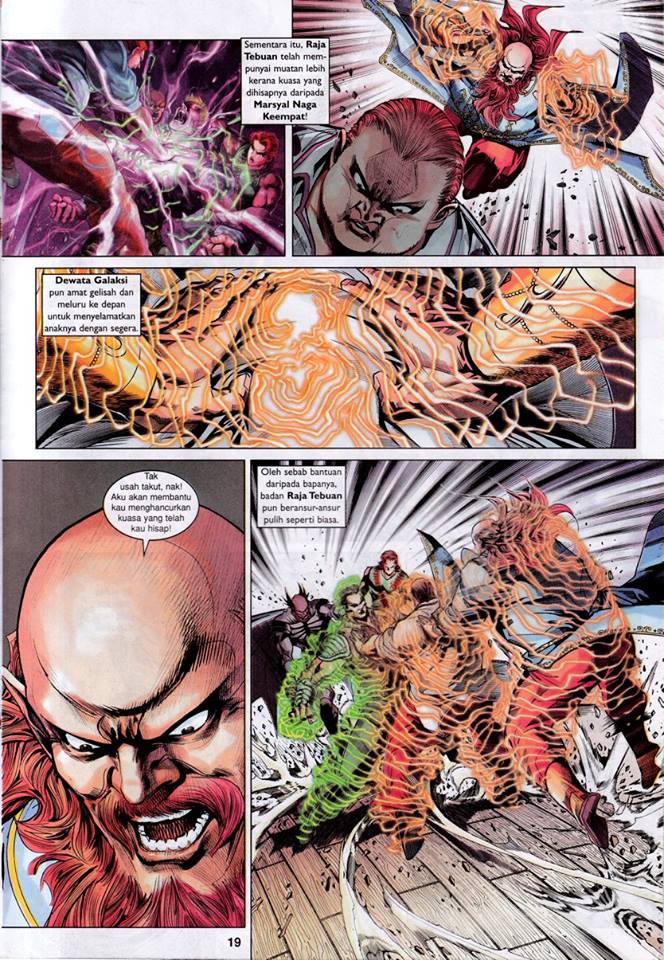 Sementara itu, Raja
Tebuan telah mem-
punyai muatan lebih
kerana kuasa yang
dihisapnya daripada
Marsyal Naga
Keempat!
Dewata Galaksi
pun amat gelisah dan
meluru ke depan
untuk menyelamatkan
anaknya dengan segera.
Tak
usah takut, nak!
Aku akan membantu
kau menghancurkan
kuasa yang telah
kau hisap!
Oleh sebab bantuan
daripada bapanya,
badan Raja Tebuan
pun beransur-ansur
pulih seperti biasa.
19